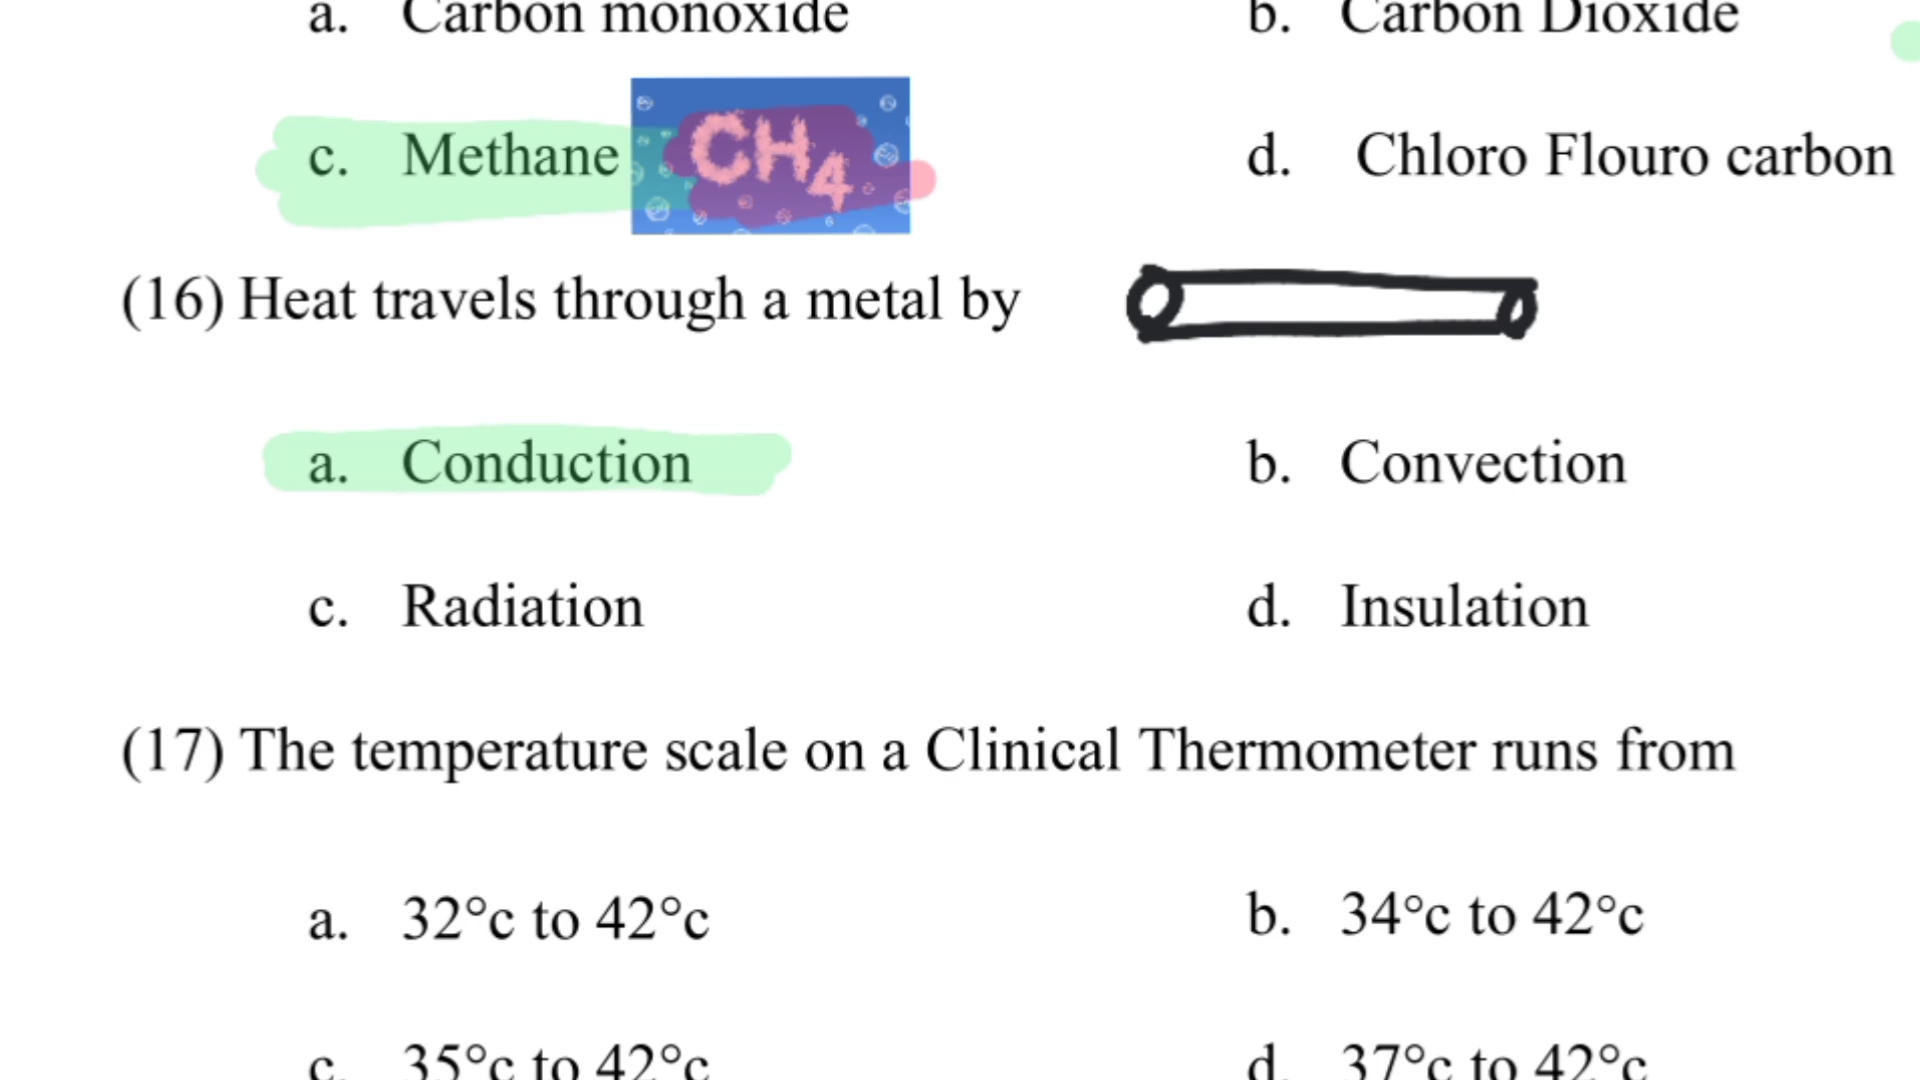 a. Carbon monoxide b. Carbon Dioxide
c. Methane CH4 d. Chloro Flouro carbon
(16) Heat travels through a metal by
a. Conduction b. Convection
c. Radiation d. Insulation
(17) The temperature scale on a Clinical Thermometer runs from
a. 32°c to 42°c b. 34°c to 42°c
c. 35°c to 42°c d. 37°c to 42°c